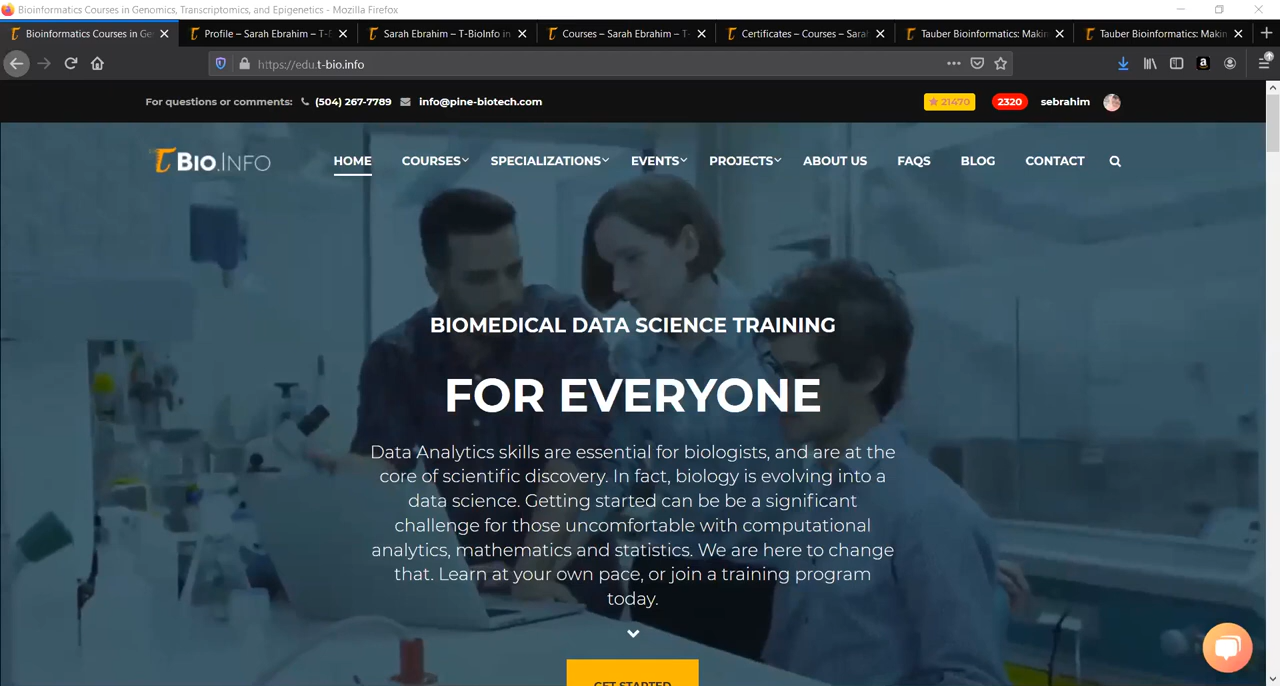 Bioinformatics Courses in Genomics, Transcriptomics, and Epigenetics - Mozilla Firefox
Bioinformatics Courses in Ge
Profile – Sarah Ebrahim – T-
Sarah Ebrahim – T-BioInfo in
Courses – Sarah Ebrahim – T-
Certificates – Courses – Sara
Tauber Bioinformatics: Makin
Tauber Bioinformatics: Makin
https://edu.t-bio.info
For questions or comments: (504) 267-7789 info@pine-biotech.com
21470 2320 sebrahim
T Bio.Info HOME COURSES SPECIALIZATIONS EVENTS PROJECTS ABOUT US FAQS BLOG CONTACT
BIOMEDICAL DATA SCIENCE TRAINING
FOR EVERYONE
Data Analytics skills are essential for biologists, and are at the
core of scientific discovery. In fact, biology is evolving into a
data science. Getting started can be be a significant
challenge for those uncomfortable with computational
analytics, mathematics and statistics. We are here to change
that. Learn at your own pace, or join a training program
today.
GET STARTED